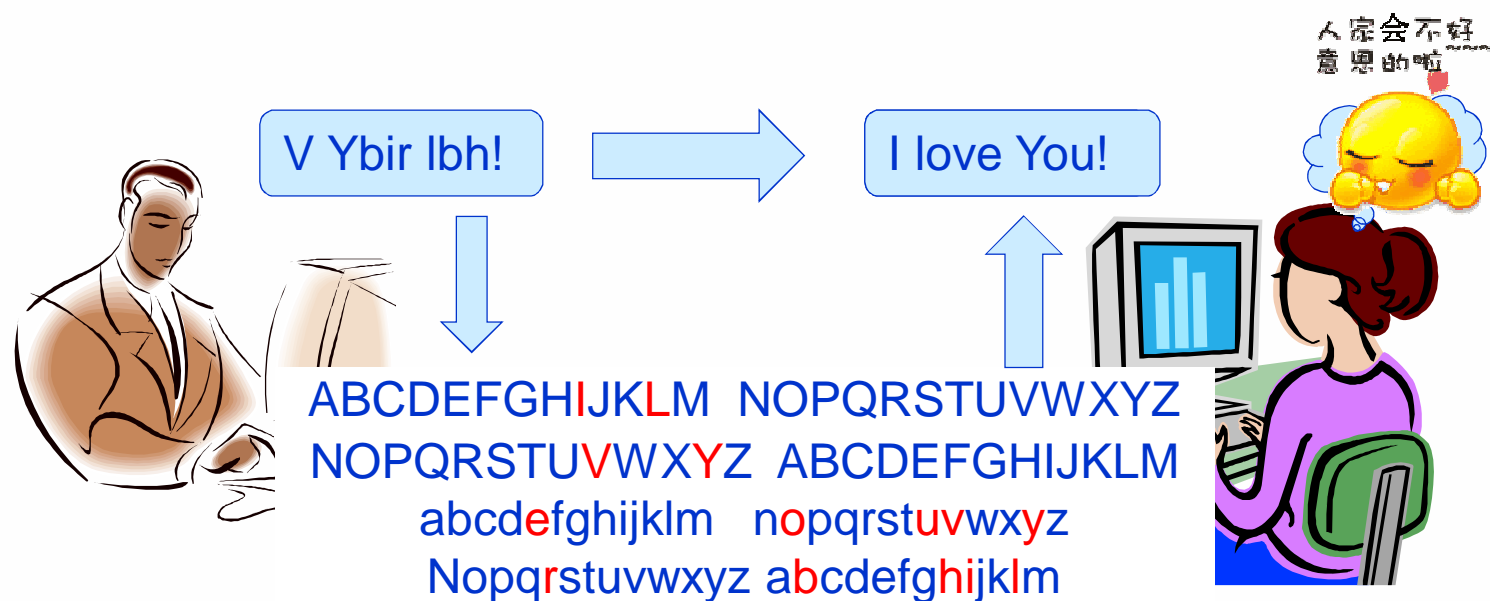 人家会不好
意思的啦~~~
V Ybir lbh!
I love You!
ABCDEFGHIJKLM NOPQRSTUVWXYZ
NOPQRSTUVWXYZ ABCDEFGHIJKLM
abcdefghijklm nopqrstuvwxyz
Nopqrstuvwxyz abcdefghijklm